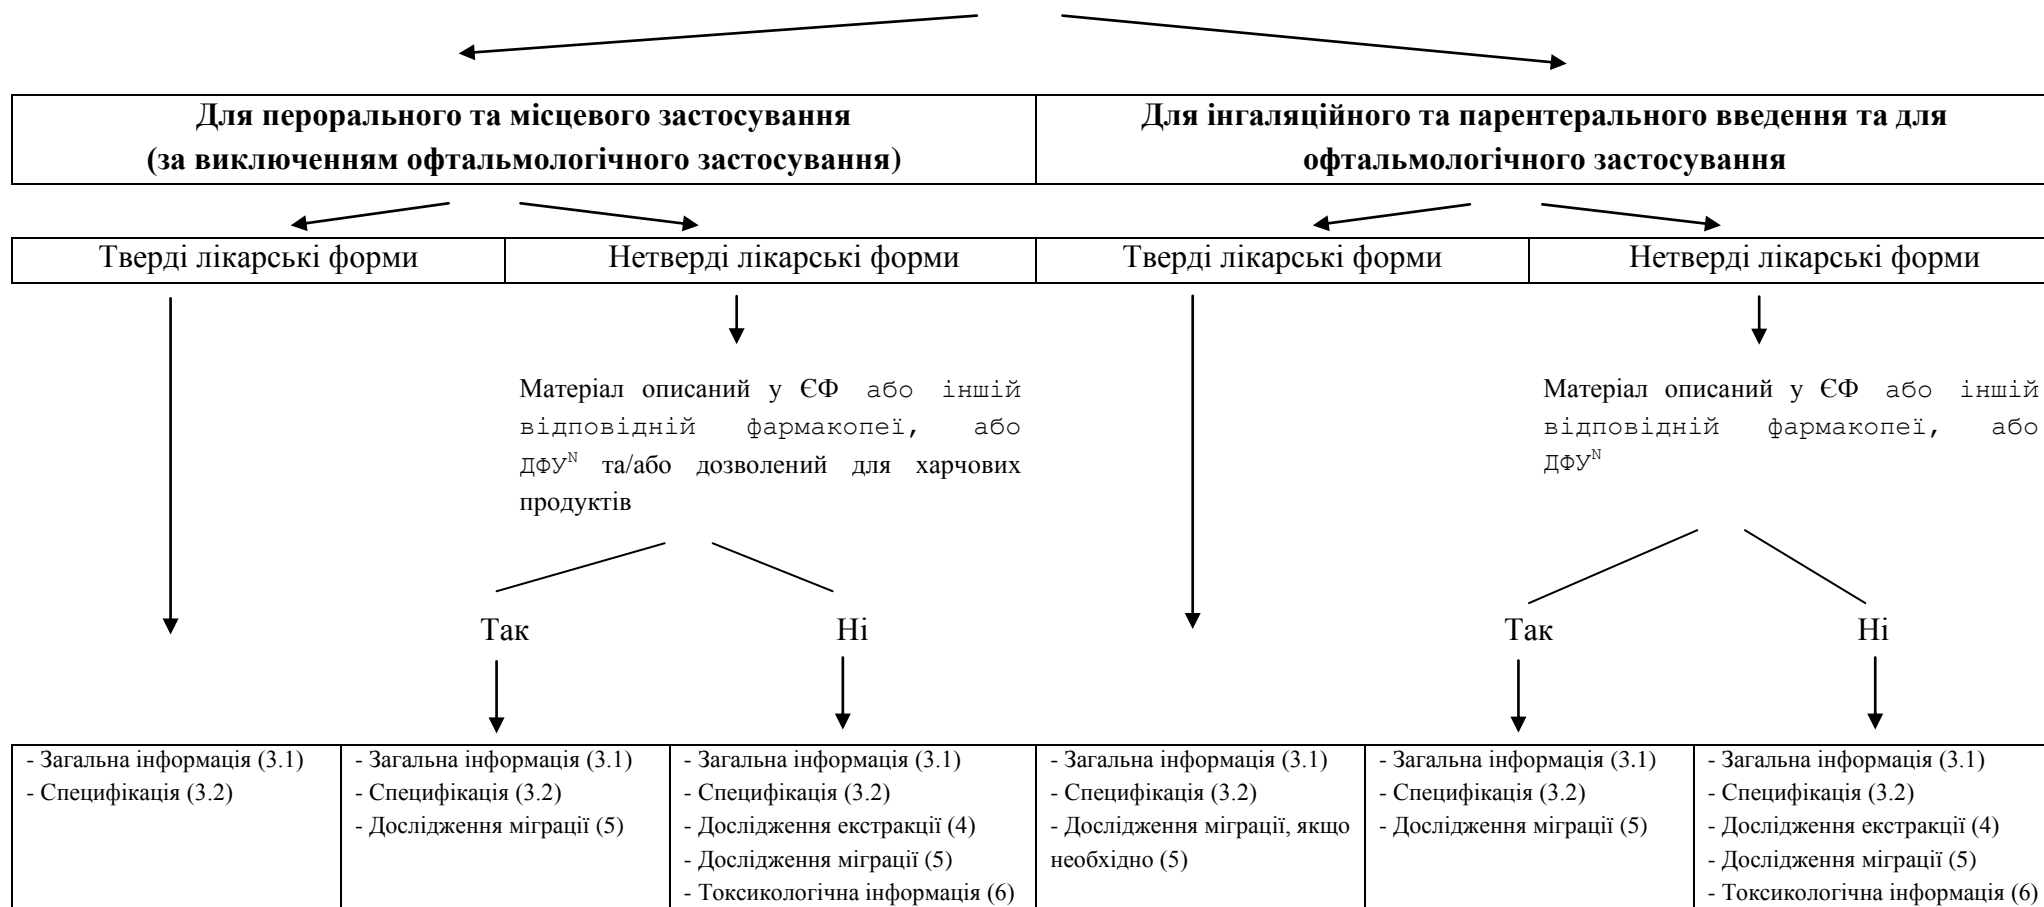 Для перорального та місцевого застосування
(за виключенням офтальмологічного застосування)
Для інгаляційного та парентерального введення та для
офтальмологічного застосування
Тверді лікарські форми
Нетверді лікарські форми
Тверді лікарські форми
Нетверді лікарські форми
Матеріал описаний у ЄФ або іншій
відповідній фармакопеї, або
ДФУᴺ та/або дозволений для харчових
продуктів
Матеріал описаний у ЄФ або іншій
відповідній фармакопеї, або
ДФУᴺ
Так
Ні
Так
Ні
- Загальна інформація (3.1)
- Специфікація (3.2)
- Загальна інформація (3.1)
- Специфікація (3.2)
- Дослідження міграції (5)
- Загальна інформація (3.1)
- Специфікація (3.2)
- Дослідження екстракції (4)
- Дослідження міграції (5)
- Токсикологічна інформація (6)
- Загальна інформація (3.1)
- Специфікація (3.2)
- Дослідження міграції, якщо
необхідно (5)
- Загальна інформація (3.1)
- Специфікація (3.2)
- Дослідження міграції (5)
- Загальна інформація (3.1)
- Специфікація (3.2)
- Дослідження екстракції (4)
- Дослідження міграції (5)
- Токсикологічна інформація (6)